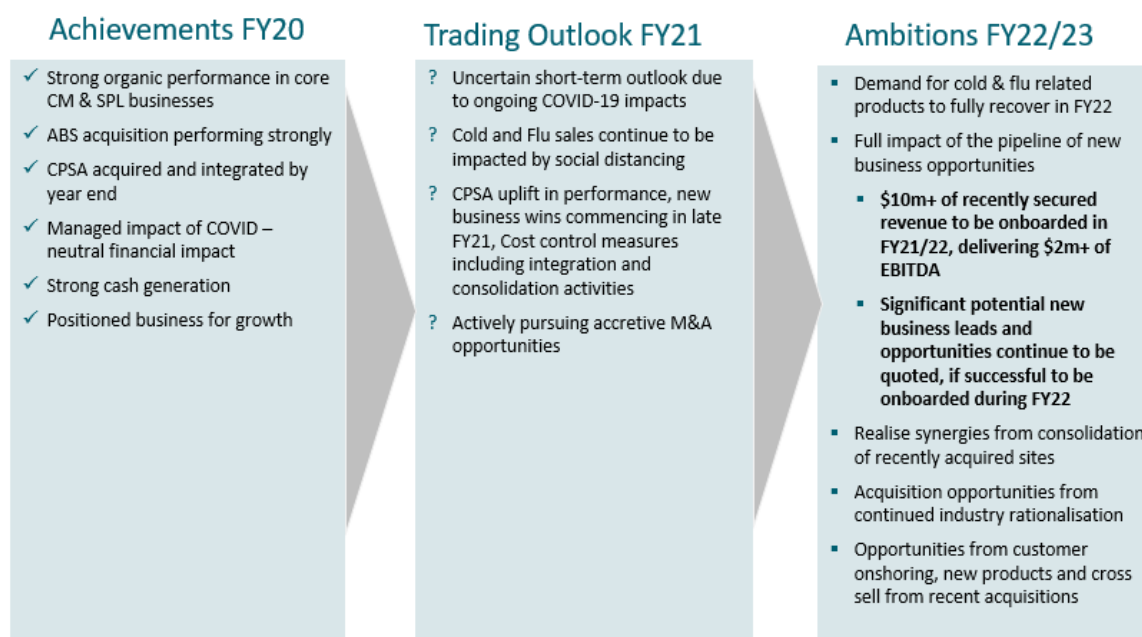 Achievements FY20
✓ Strong organic performance in core
CM & SPL businesses
✓ ABS acquisition performing strongly
✓ CPSA acquired and integrated by
year end
✓ Managed impact of COVID –
neutral financial impact
✓ Strong cash generation
✓ Positioned business for growth
Trading Outlook FY21
? Uncertain short-term outlook due
to ongoing COVID-19 impacts
? Cold and Flu sales continue to be
impacted by social distancing
? CPSA uplift in performance, new
business wins commencing in late
FY21, Cost control measures
including integration and
consolidation activities
? Actively pursuing accretive M&A
opportunities
Ambitions FY22/23
▪ Demand for cold & flu related
products to fully recover in FY22
▪ Full impact of the pipeline of new
business opportunities
▪ $10m+ of recently secured
revenue to be onboarded in
FY21/22, delivering $2m+ of
EBITDA
▪ Significant potential new
business leads and
opportunities continue to be
quoted, if successful to be
onboarded during FY22
▪ Realise synergies from consolidation
of recently acquired sites
▪ Acquisition opportunities from
continued industry rationalisation
▪ Opportunities from customer
onshoring, new products and cross
sell from recent acquisitions